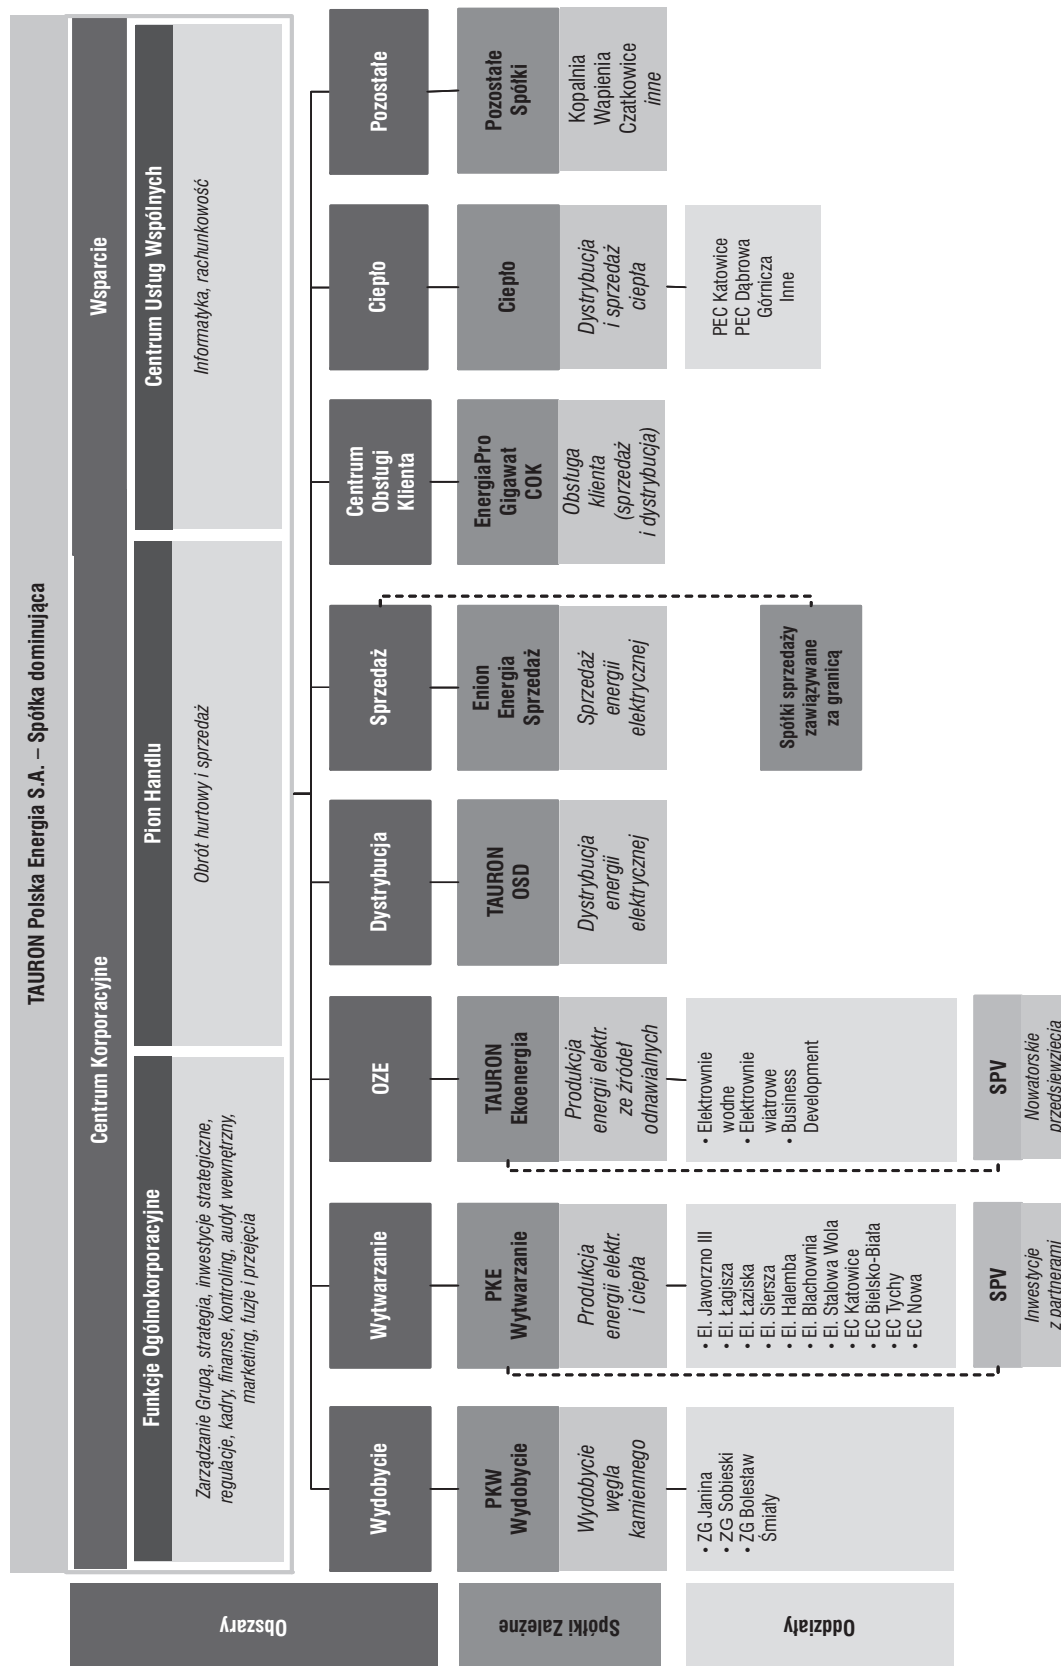 TAURON Polska Energia S.A. – Spółka dominująca
Centrum Korporacyjne
Wsparcie
Funkcje Ogólnokorporacyjne
Zarządzanie Grupą, strategia, inwestycje strategiczne,
regulacje, kadry, finanse, kontroling, audyt wewnętrzny,
marketing, fuzje i przejęcia
Pion Handlu
Obrót hurtowy i sprzedaż
Centrum Usług Wspólnych
Informatyka, rachunkowość
Obszary
Wydobycie
Wytwarzanie
OZE
Dystrybucja
Sprzedaż
Centrum
Obsługi
Klienta
Ciepło
Pozostałe
Spółki Zależne
PKW
Wydobycie
Wydobycie
węgla
kamiennego
PKE
Wytwarzanie
Produkcja
energii elektr.
i ciepła
TAURON
Ekoenergia
Produkcja
energii elektr.
ze źródeł
odnawialnych
TAURON
OSD
Dystrybucja
energii
elektrycznej
Enion
Energia
Sprzedaż
Sprzedaż
energii
elektrycznej
EnergiaPro
Gigawat
COK
Obsługa
klienta
(sprzedaż
i dystrybucja)
Ciepło
Dystrybucja
i sprzedaż
ciepła
Pozostałe
Spółki
Kopalnia
Wapienia
Czatkowice
inne
Oddziały
• ZG Janina
• ZG Sobieski
• ZG Bolesław
Śmiały
• El. Jaworzno III
• El. Łagisza
• El. Łaziska
• El. Siersza
• El. Halemba
• El. Blachownia
• El. Stalowa Wola
• EC Katowice
• EC Bielsko-Biała
• EC Tychy
• EC Nowa
• Elektrownie
wodne
• Elektrownie
wiatrowe
• Business
Development
Spółki sprzedaży
zawiązywane
za granicą
PEC Katowice
PEC Dąbrowa
Górnicza
Inne
SPV
Inwestycje
z partnerami
SPV
Nowatorskie
przedsięwzięcia